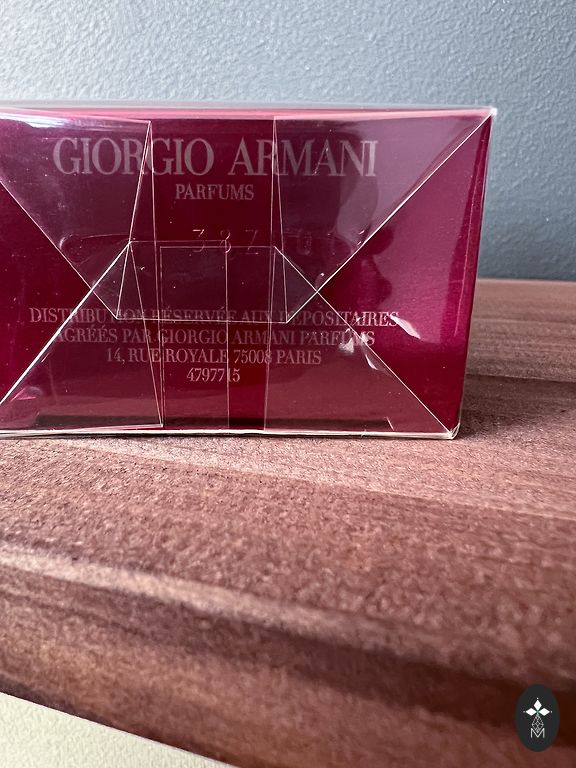 GIORGIO ARMANI
PARFUMS
DISTRIBUTION RÉSERVÉE AUX DÉPOSITAIRES
AGRÉÉS PAR GIORGIO ARMANI PARFUMS
14, RUE ROYALE 75008 PARIS
4797715